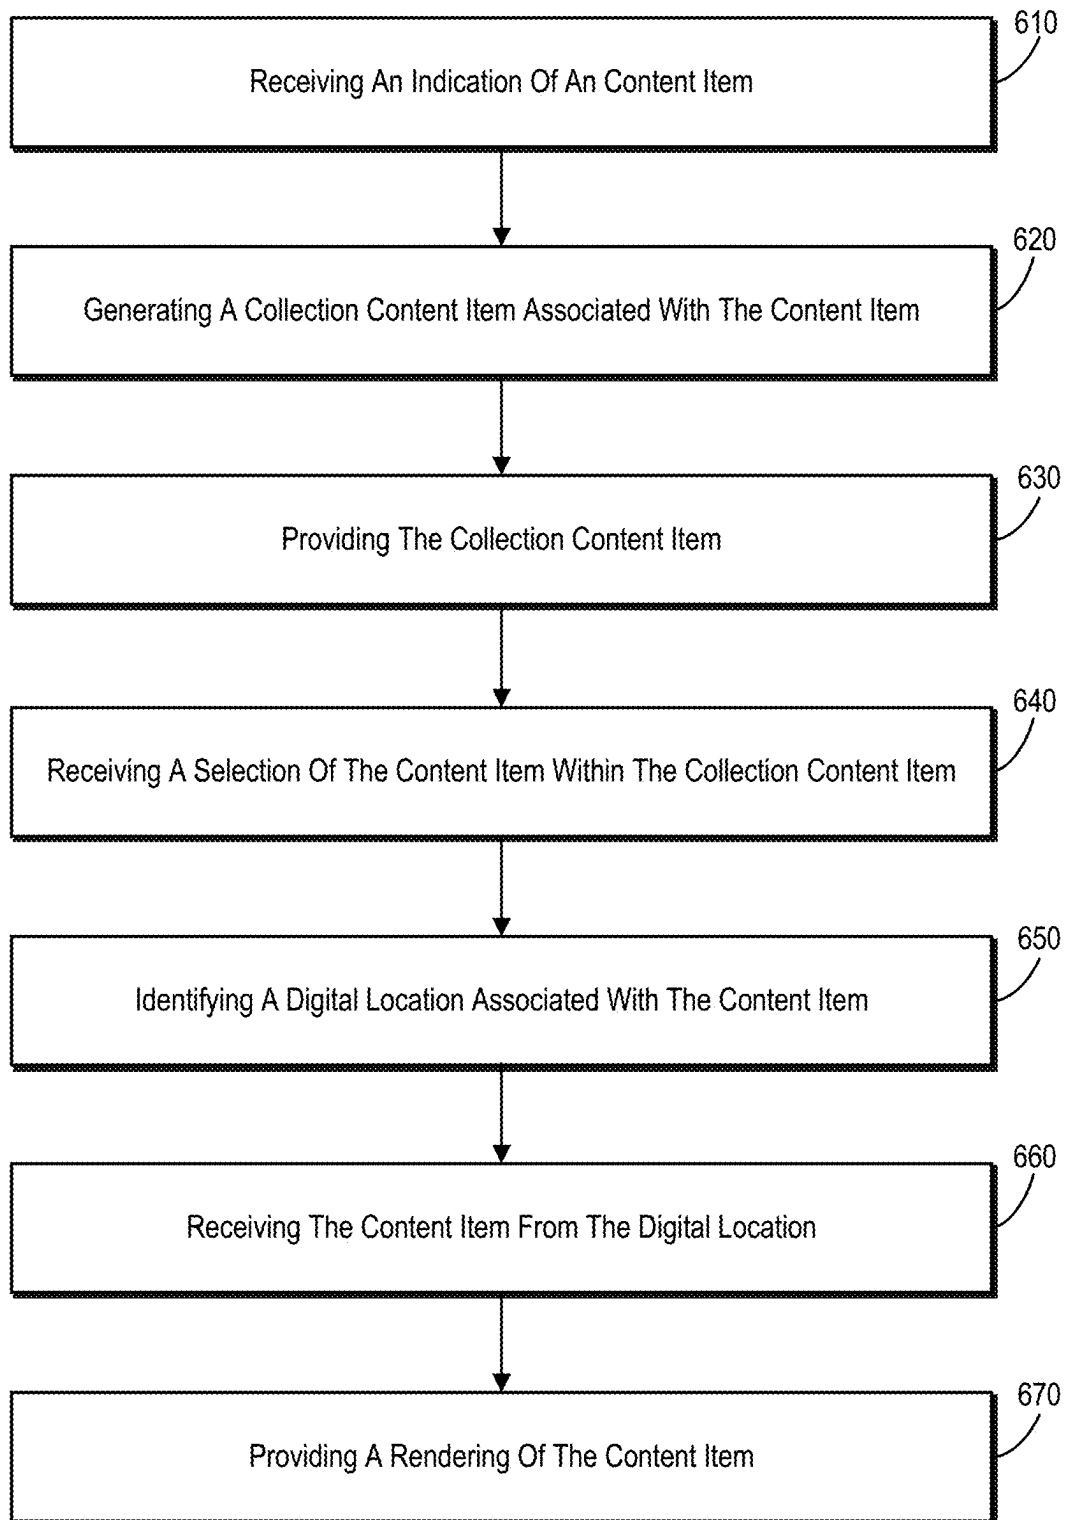 610
Receiving An Indication Of An Content Item
620
Generating A Collection Content Item Associated With The Content Item
630
Providing The Collection Content Item
640
Receiving A Selection Of The Content Item Within The Collection Content Item
650
Identifying A Digital Location Associated With The Content Item
660
Receiving The Content Item From The Digital Location
670
Providing A Rendering Of The Content Item